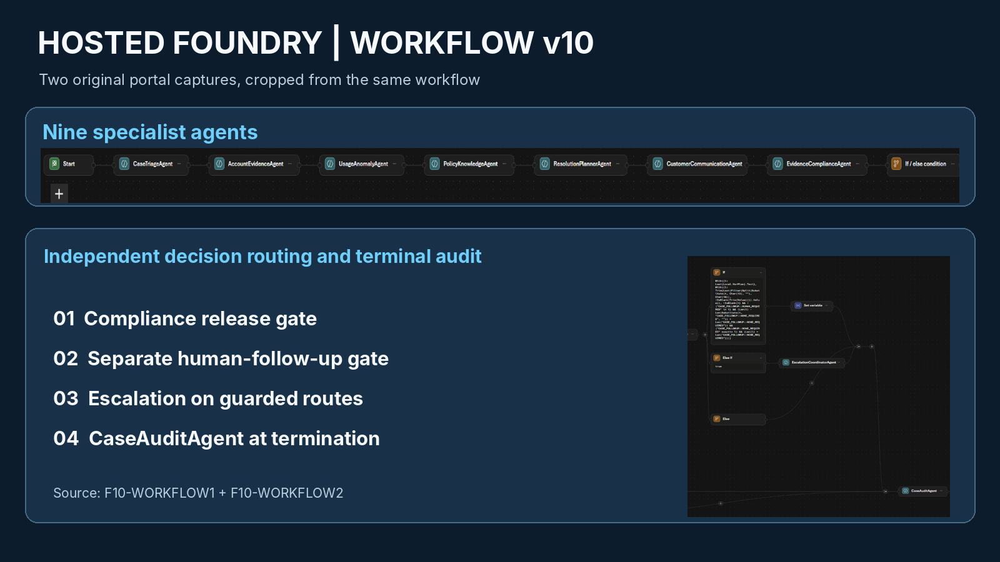 HOSTED FOUNDRY | WORKFLOW v10
Two original portal captures, cropped from the same workflow
Nine specialist agents
Start
CaseTriageAgent
AccountEvidenceAgent
UsageAnomalyAgent
PolicyKnowledgeAgent
ResolutionPlannerAgent
CustomerCommunicationAgent
EvidenceComplianceAgent
If / else condition
Independent decision routing and terminal audit
01 Compliance release gate
02 Separate human-follow-up gate
03 Escalation on guarded routes
04 CaseAuditAgent at termination
Source: F10-WORKFLOW1 + F10-WORKFLOW2
If
Set variable
Else If
true
EscalationCoordinatorAgent
Else
CaseAuditAgent